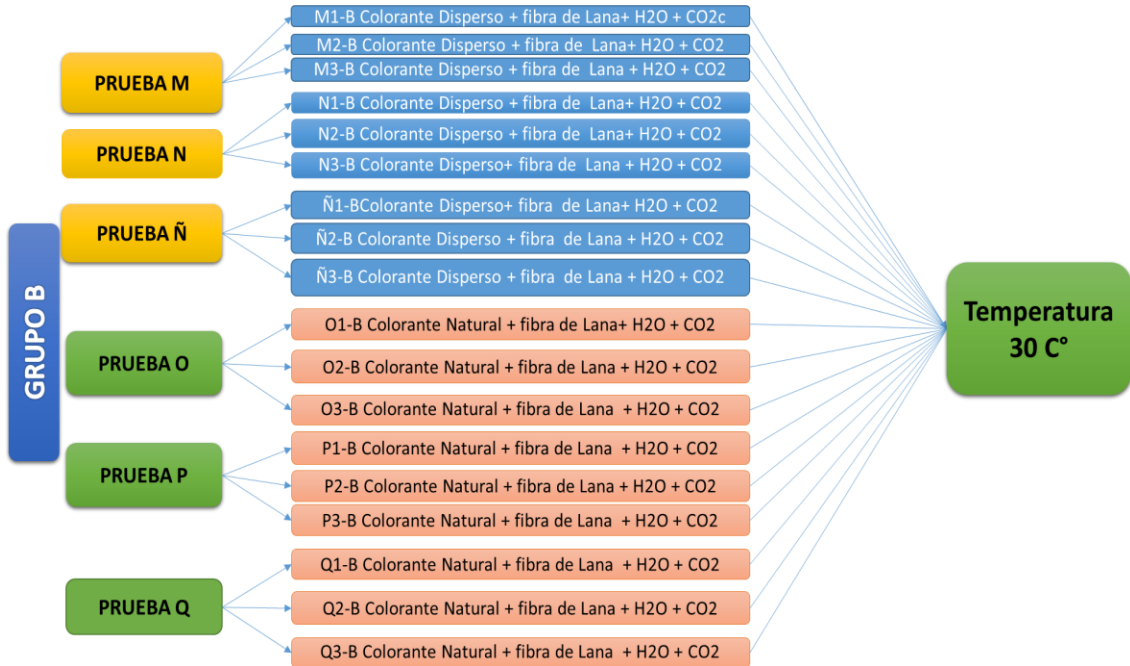 GRUPO B
PRUEBA M
M1-B Colorante Disperso + fibra de Lana+ H2O + CO2c
M2-B Colorante Disperso + fibra de Lana+ H2O + CO2
M3-B Colorante Disperso + fibra de Lana + H2O + CO2
PRUEBA N
N1-B Colorante Disperso + fibra de Lana+ H2O + CO2
N2-B Colorante Disperso + fibra de Lana + H2O + CO2
N3-B Colorante Disperso+ fibra de Lana + H2O + CO2
PRUEBA Ñ
Ñ1-BColorante Disperso+ fibra de Lana+ H2O + CO2
Ñ2-B Colorante Disperso + fibra de Lana + H2O + CO2
Ñ3-B Colorante Disperso + fibra de Lana + H2O + CO2
PRUEBA O
O1-B Colorante Natural + fibra de Lana+ H2O + CO2
O2-B Colorante Natural + fibra de Lana + H2O + CO2
O3-B Colorante Natural + fibra de Lana + H2O + CO2
PRUEBA P
P1-B Colorante Natural + fibra de Lana + H2O + CO2
P2-B Colorante Natural + fibra de Lana + H2O + CO2
P3-B Colorante Natural + fibra de Lana + H2O + CO2
PRUEBA Q
Q1-B Colorante Natural + fibra de Lana + H2O + CO2
Q2-B Colorante Natural + fibra de Lana + H2O + CO2
Q3-B Colorante Natural + fibra de Lana + H2O + CO2
Temperatura
30 C°